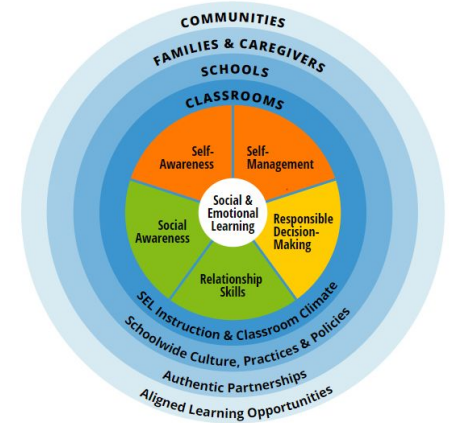 COMMUNITIES
FAMILIES & CAREGIVERS
SCHOOLS
CLASSROOMS
Self-
Awareness
Self-
Management
Social &
Emotional
Learning
Social
Awareness
Responsible
Decision-
Making
Relationship
Skills
SEL Instruction & Classroom Climate
Schoolwide Culture, Practices & Policies
Authentic Partnerships
Aligned Learning Opportunities